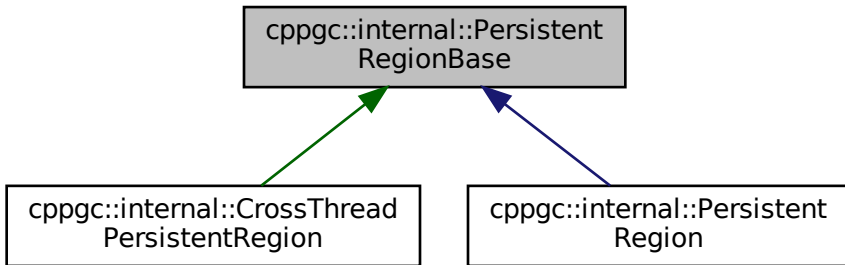 cppgc::internal::Persistent
RegionBase
cppgc::internal::CrossThread
PersistentRegion
cppgc::internal::Persistent
Region